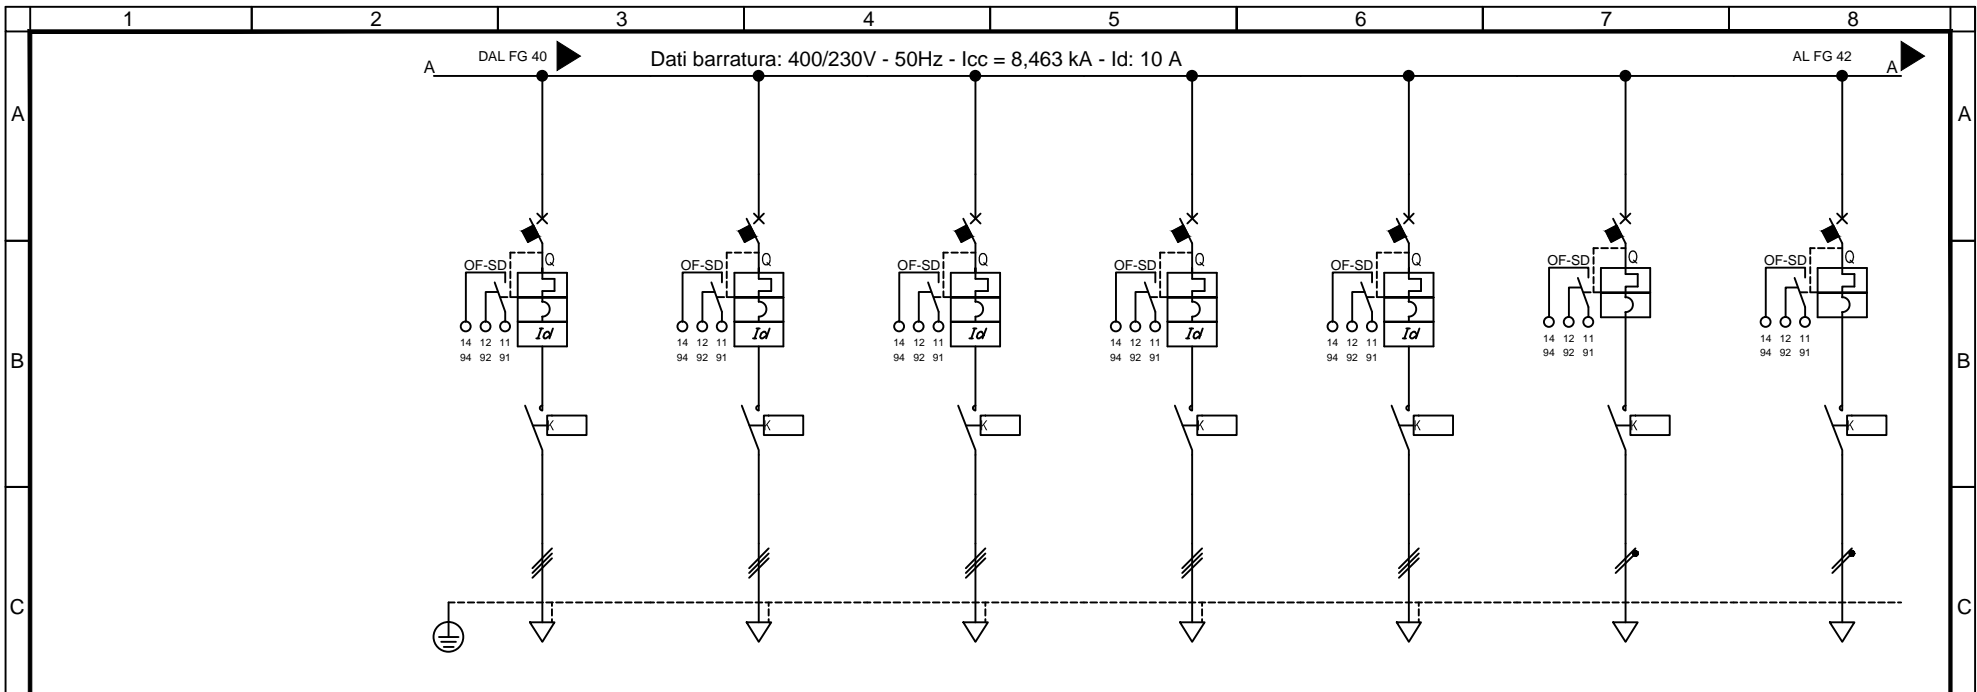 1 2 3 4 5 6 7 8
DAL FG 40 Dati barratura: 400/230V - 50Hz - Icc = 8,463 kA - Id: 10 A AL FG 42
A A
A A
Q Q Q Q Q Q Q
OF-SD OF-SD OF-SD OF-SD OF-SD OF-SD OF-SD
Id Id Id Id Id
14 12 11 14 12 11 14 12 11 14 12 11 14 12 11 14 12 11 14 12 11
94 92 91 94 92 91 94 92 91 94 92 91 94 92 91 94 92 91 94 92 91
B B
K K K K K K K
C C